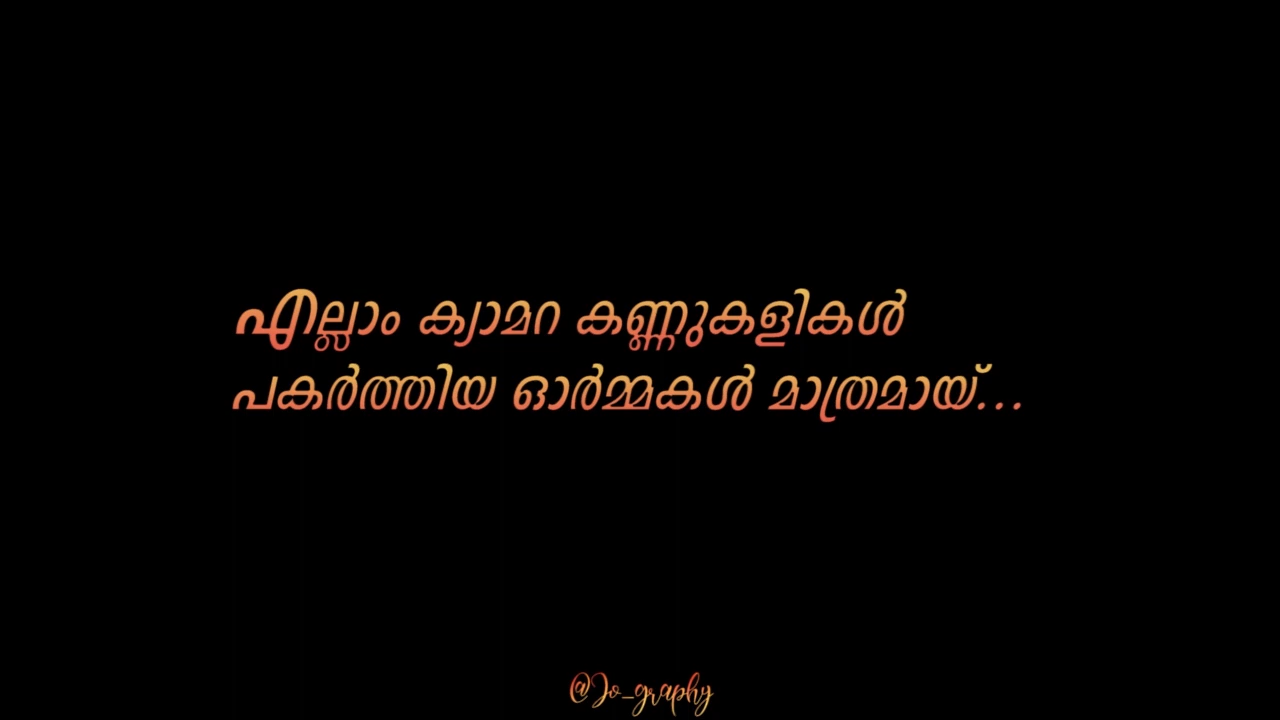 എല്ലാം ക്യാമറ കണ്ണുകളികൾ
പകർത്തിയ ഓർമ്മകൾ മാത്രമായ്...
@Jo_graphy